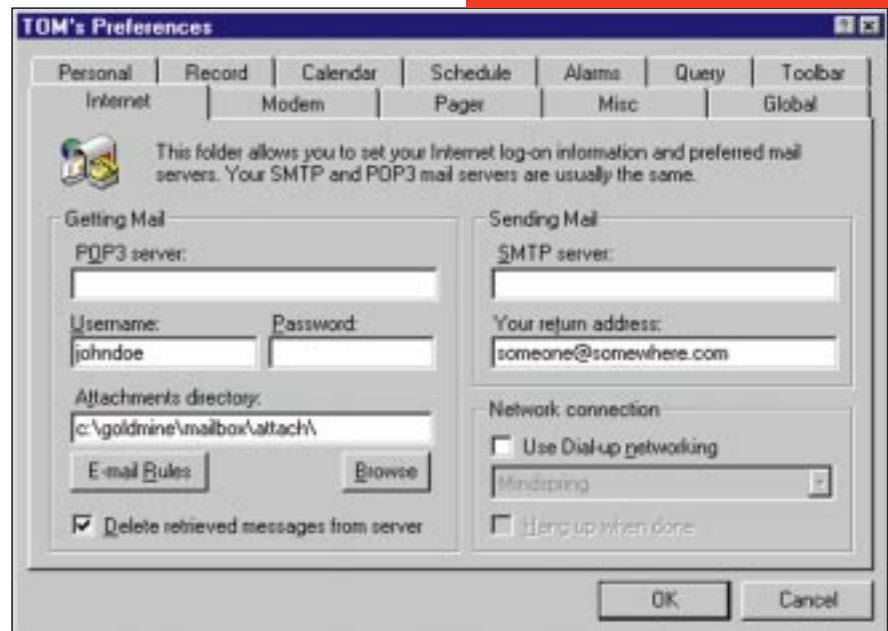 TOM's Preferences
Personal Record Calendar Schedule Alarms Query Toolbar
Internet Modem Pager Misc Global
This folder allows you to set your Internet log-on information and preferred mail
servers. Your SMTP and POP3 mail servers are usually the same.
Getting Mail
POP3 server:
Username: Password:
johndoe
Attachments directory:
c:\goldmine\mailbox\attach\
E-mail Rules Browse
Delete retrieved messages from server
Sending Mail
SMTP server:
Your return address:
someone@somewhere.com
Network connection
Use Dial-up networking
Mindspring
Hang up when done
OK Cancel